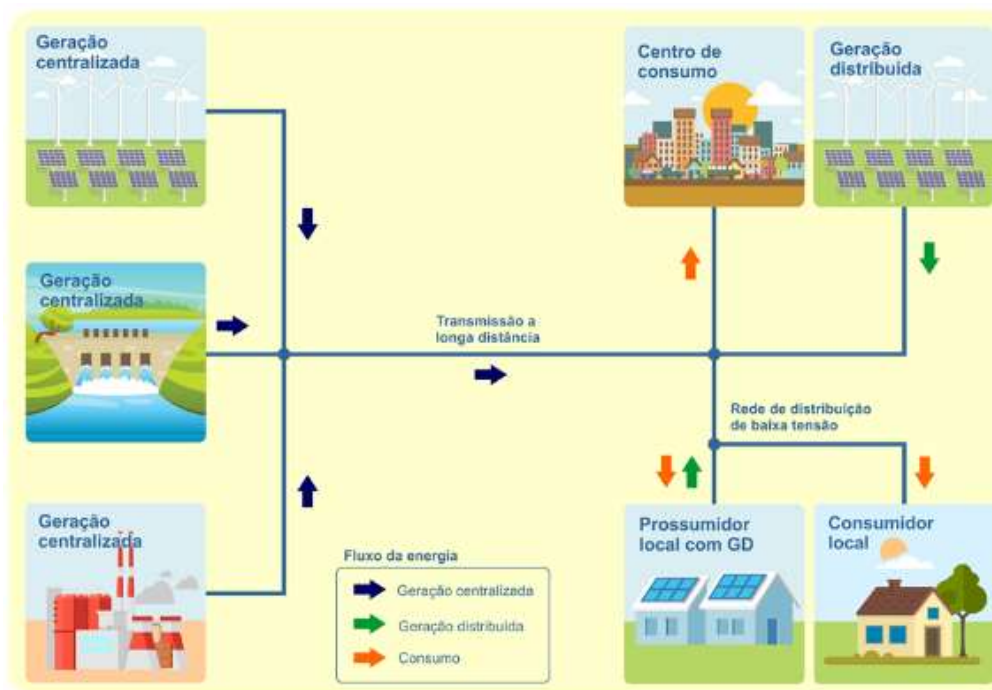 Geração
centralizada
Centro de
consumo
Geração
distribuida
Geração
centralizada
Transmissão a
longa distância
Rede de distribuição
de baixa tensão
Geração
centralizada
Prossumidor
local com GD
Consumidor
local
Fluxo da energia
Geração centralizada
Geração distribuída
Consumo